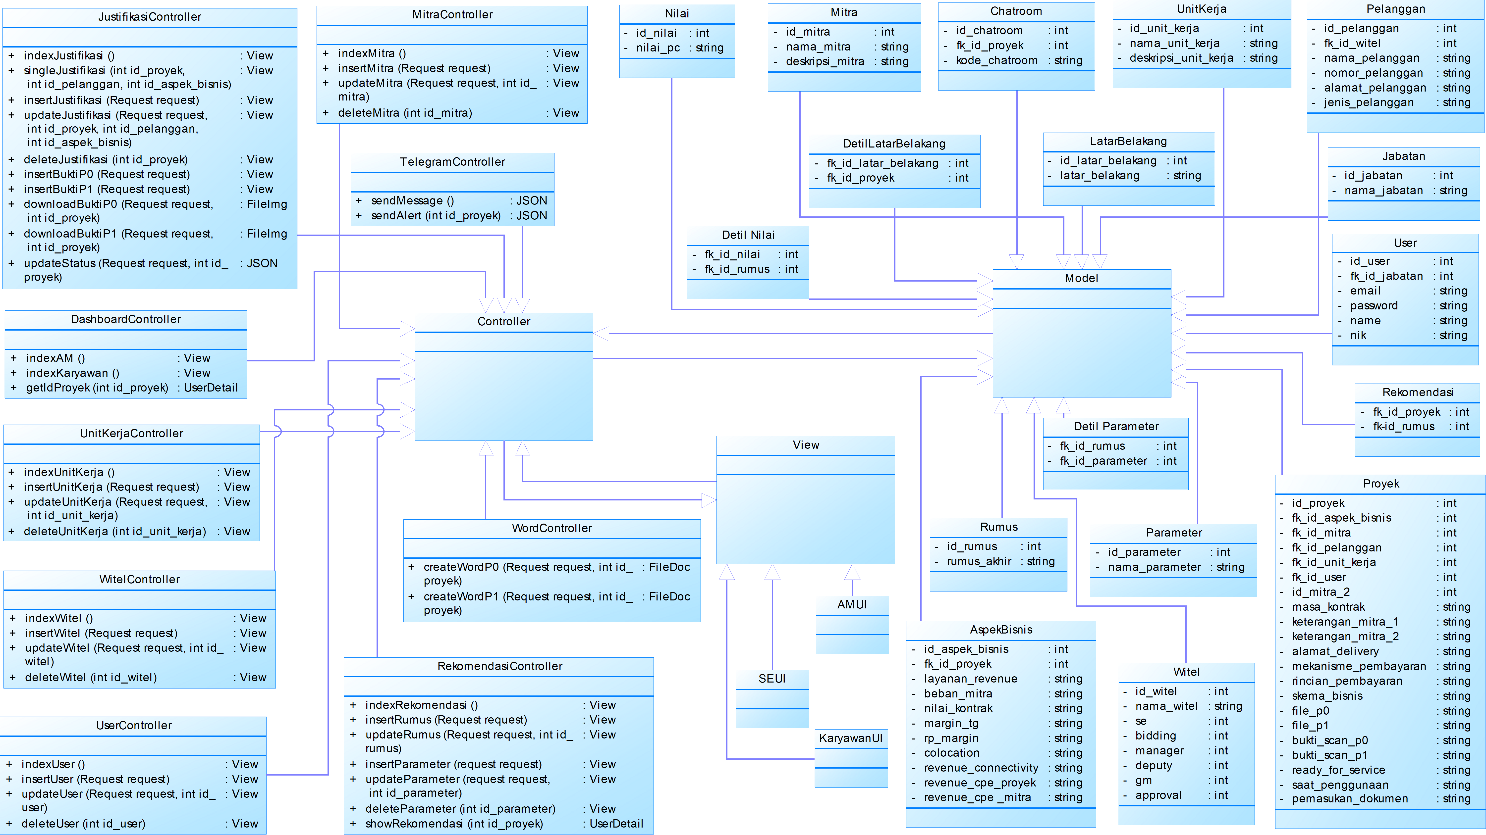 JustifikasiController
+ indexJustifikasi () : View
+ singleJustifikasi (int id_proyek, : View
int id_pelanggan, int id_aspek_bisnis)
+ insertJustifikasi (Request request) : View
+ updateJustifikasi (Request request, : View
int id_proyek, int id_pelanggan,
int id_aspek_bisnis)
+ deleteJustifikasi (int id_proyek) : View
+ insertBuktiP0 (Request request) : View
+ insertBuktiP1 (Request request) : View
+ downloadBuktiP0 (Request request, : FileImg
int id_proyek)
+ downloadBuktiP1 (Request request, : FileImg
int id_proyek)
+ updateStatus (Request request, int id_ : JSON
proyek)
MitraController
+ indexMitra () : View
+ insertMitra (Request request) : View
+ updateMitra (Request request, int id_ : View
mitra)
+ deleteMitra (int id_mitra) : View
TelegramController
+ sendMessage () : JSON
+ sendAlert (int id_proyek) : JSON
Nilai
- id_nilai : int
- nilai_pc : string
Mitra
- id_mitra : int
- nama_mitra : string
- deskripsi_mitra : string
Chatroom
- id_chatroom : int
- fk_id_proyek : int
- kode_chatroom : string
UnitKerja
- id_unit_kerja : int
- nama_unit_kerja : string
- deskripsi_unit_kerja : string
Pelanggan
- id_pelanggan : int
- fk_id_witel : int
- nama_pelanggan : string
- nomor_pelanggan : string
- alamat_pelanggan : string
- jenis_pelanggan : string
DetilLatarBelakang
- fk_id_latar_belakang : int
- fk_id_proyek : int
LatarBelakang
- id_latar_belakang : int
- latar_belakang : string
Jabatan
- id_jabatan : int
- nama_jabatan : string
Detil Nilai
- fk_id_nilai : int
- fk_id_rumus : int
User
- id_user : int
- fk_id_jabatan : int
- email : string
- password : string
- name : string
- nik : string
Model
Controller
DashboardController
+ indexAM () : View
+ indexKaryawan () : View
+ getIdProyek (int id_proyek) : UserDetail
UnitKerjaController
+ indexUnitKerja () : View
+ insertUnitKerja (Request request) : View
+ updateUnitKerja (Request request, : View
int id_unit_kerja)
+ deleteUnitKerja (int id_unit_kerja) : View
View
Detil Parameter
- fk_id_rumus : int
- fk_id_parameter : int
Rekomendasi
- fk_id_proyek : int
- fk-id_rumus : int
WordController
+ createWordP0 (Request request, int id_ : FileDoc
proyek)
+ createWordP1 (Request request, int id_ : FileDoc
proyek)
Rumus
- id_rumus : int
- rumus_akhir : string
Parameter
- id_parameter : int
- nama_parameter : string
Proyek
- id_proyek : int
- fk_id_aspek_bisnis : int
- fk_id_mitra : int
- fk_id_pelanggan : int
- fk_id_unit_kerja : int
- fk_id_user : int
- id_mitra_2 : int
- masa_kontrak : string
- keterangan_mitra_1 : string
- keterangan_mitra_2 : string
- alamat_delivery : string
- mekanisme_pembayaran : string
- rincian_pembayaran : string
- skema_bisnis : string
- file_p0 : string
- file_p1 : string
- bukti_scan_p0 : string
- bukti_scan_p1 : string
- ready_for_service : string
- saat_penggunaan : string
- pemasukan_dokumen : string
WitelController
+ indexWitel () : View
+ insertWitel (Request request) : View
+ updateWitel (Request request, int id_ : View
witel)
+ deleteWitel (int id_witel) : View
AMUI
SEUI
KaryawanUI
AspekBisnis
- id_aspek_bisnis : int
- fk_id_proyek : int
- layanan_revenue : string
- beban_mitra : string
- nilai_kontrak : string
- margin_tg : string
- rp_margin : string
- colocation : string
- revenue_connectivity : string
- revenue_cpe_proyek : string
- revenue_cpe _mitra : string
Witel
- id_witel : int
- nama_witel : string
- se : int
- bidding : int
- manager : int
- deputy : int
- gm : int
- approval : int
RekomendasiController
+ indexRekomendasi () : View
+ insertRumus (Request request) : View
+ updateRumus (Request request, int id_ : View
rumus)
+ insertParameter (request request) : View
+ updateParameter (request request, : View
int id_parameter)
+ deleteParameter (int id_parameter) : View
+ showRekomendasi (int id_proyek) : UserDetail
UserController
+ indexUser () : View
+ insertUser (Request request) : View
+ updateUser (Request request, int id_ : View
user)
+ deleteUser (int id_user) : View